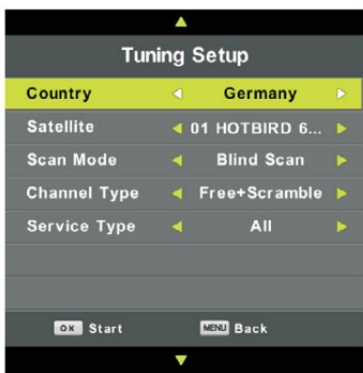 Tuning Setup
Country Germany
Satellite 01 HOTBIRD 6...
Scan Mode Blind Scan
Channel Type Free+Scramble
Service Type All
OK Start MENU Back